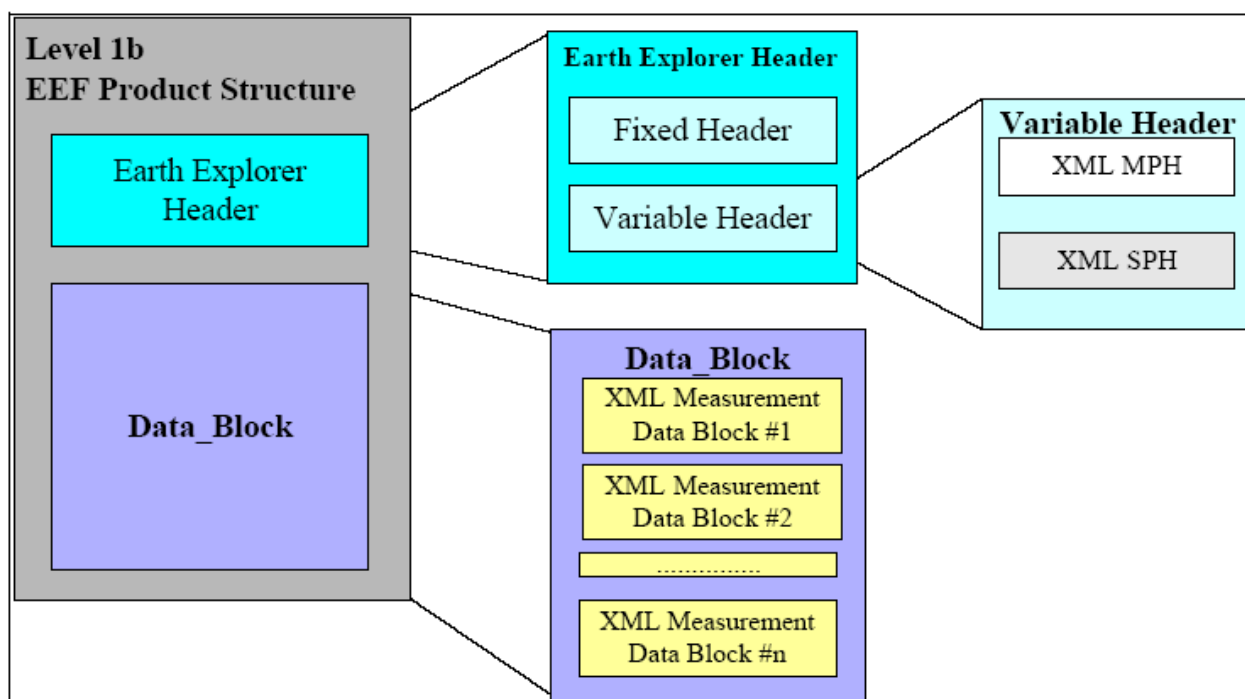 Level 1b
EEF Product Structure
Earth Explorer
Header
Data_Block
Earth Explorer Header
Fixed Header
Variable Header
Variable Header
XML MPH
XML SPH
Data_Block
XML Measurement
Data Block #1
XML Measurement
Data Block #2
...............
XML Measurement
Data Block #n